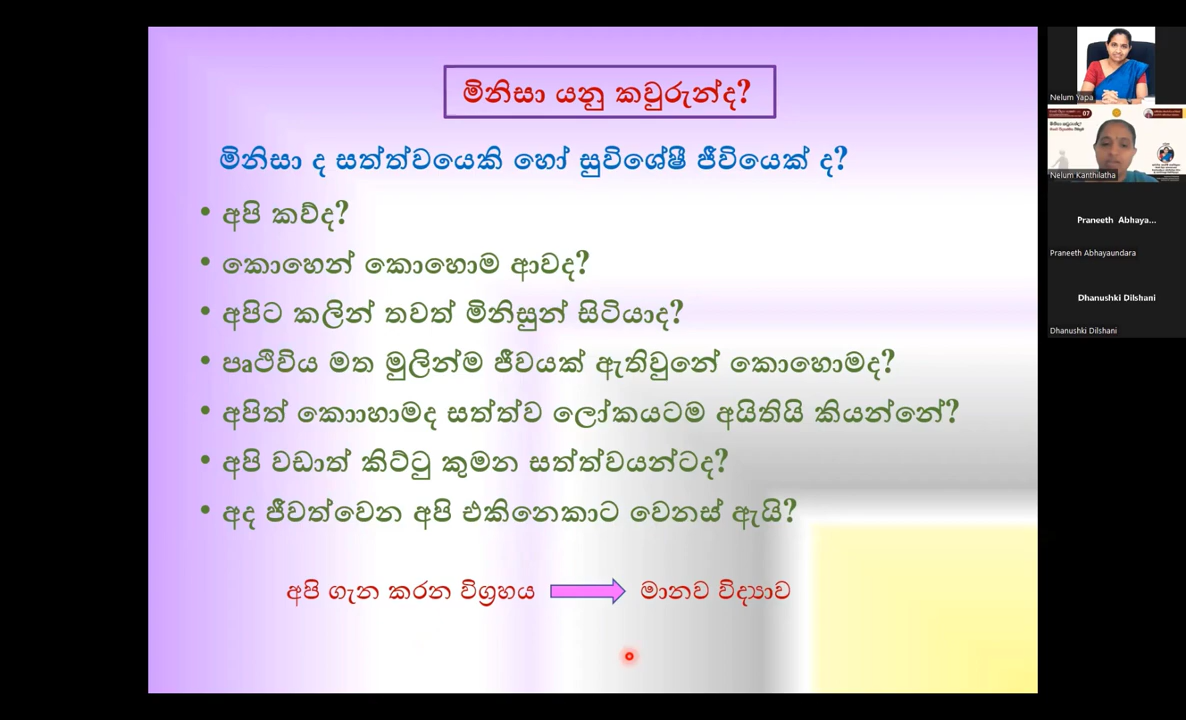 මිනිසා යනු කවුරුන්ද?
මිනිසා ද සත්ත්වයෙකි හෝ සුවිශේෂී ජීවියෙක් ද?
• අපි කව්ද?
• කොහෙන් කොහොම ආවද?
• අපිට කලින් තවත් මිනිසුන් සිටියාද?
• පෘථිවිය මත මුලින්ම ජීවයක් ඇතිවුනේ කොහොමද?
• අපිත් කොාහාමද සත්ත්ව ලෝකයටම අයිතියි කියන්නේ?
• අපි වඩාත් කිට්ටු කුමන සත්ත්වයන්ටද?
• අද ජීවත්වෙන අපි එකිනෙකාට වෙනස් ඇයි?
අපි ගැන කරන විග්‍රහය
මානව විද්‍යාව
Nelum Yapa
07
Nelum Kanthilatha
Praneeth Abhaya...
Praneeth Abhayaundara
Dhanushki Dilshani
Dhanushki Dilshani